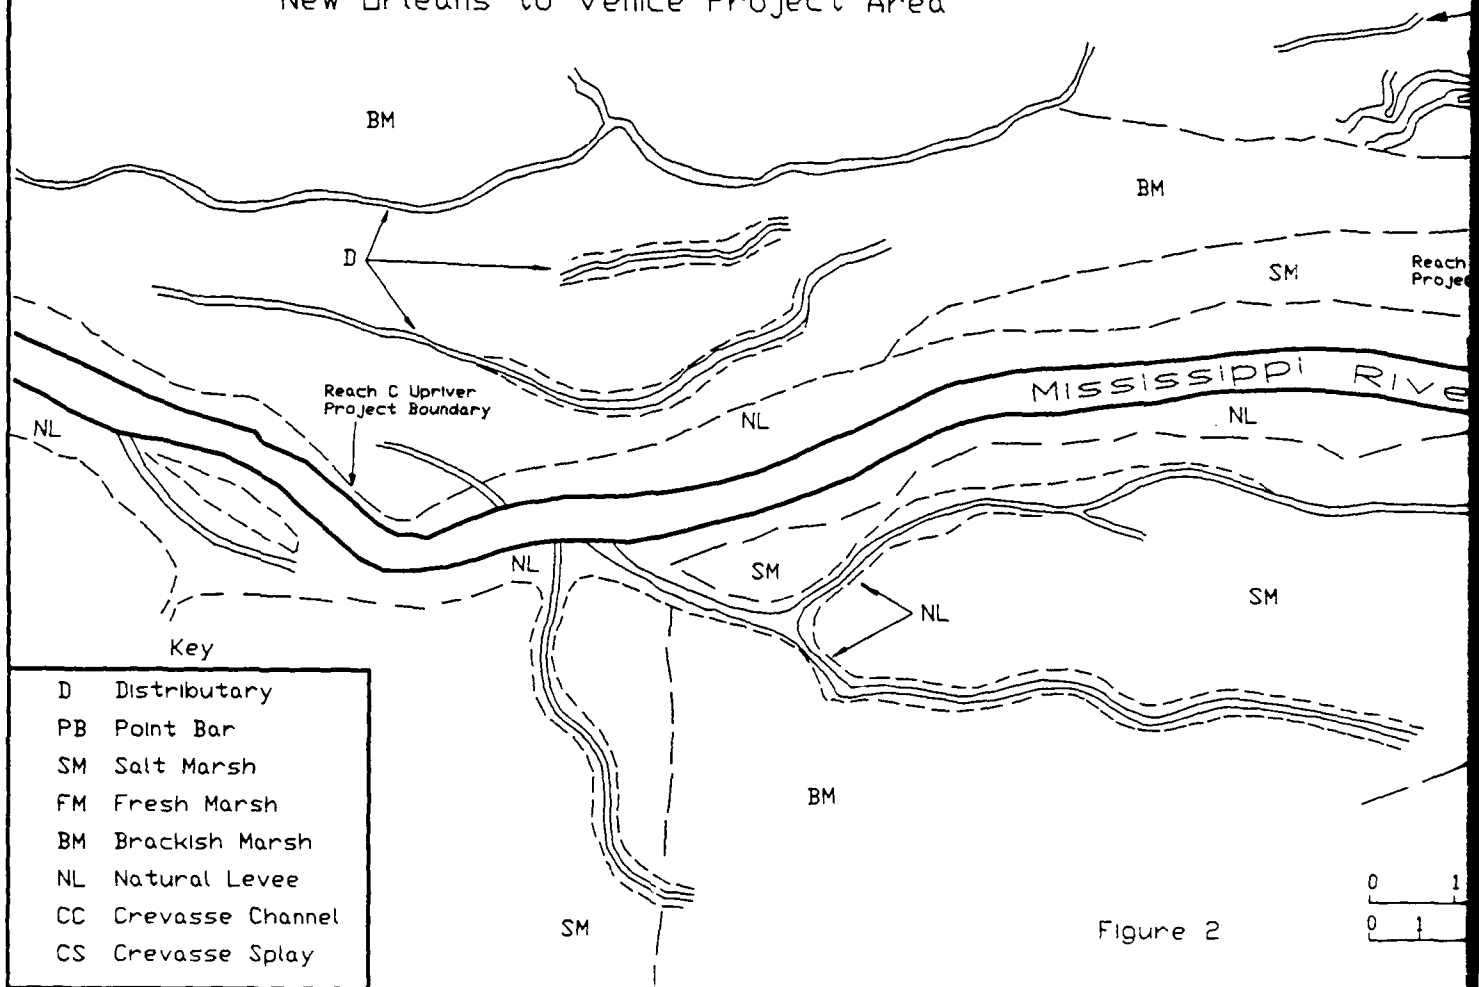 New Orleans to Venice Project Area
BM
BM
D
SM
Reach
Mississippi
Reach C Upriver
Project Boundary
NL
NL
NL
NL
SM
SM
NL
Key
D Distributary
PB Point Bar
SM Salt Marsh
FM Fresh Marsh
BM Brackish Marsh
NL Natural Levee
CC Crevasse Channel
CS Crevasse Splay
BM
SM
Figure 2
0 1
0 1